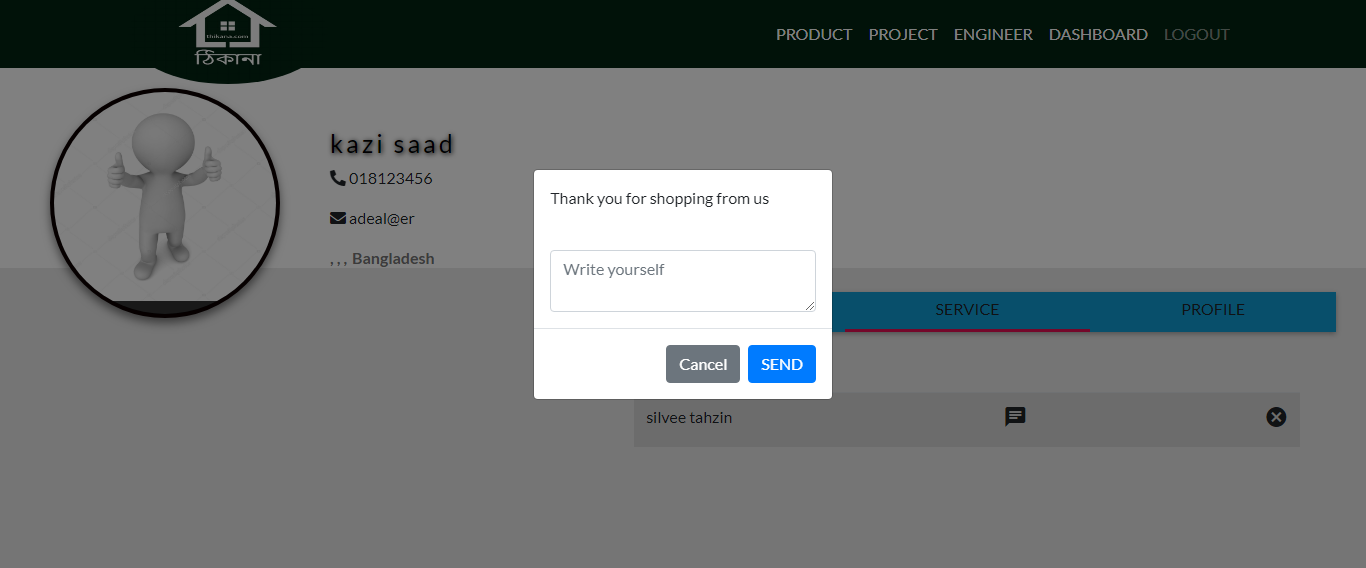 thikana.com
ঠিকানা
PRODUCT PROJECT ENGINEER DASHBOARD LOGOUT
kazi saad
018123456
adeal@er
, , , Bangladesh
Thank you for shopping from us
Write yourself
Cancel SEND
SERVICE PROFILE
silvee tahzin